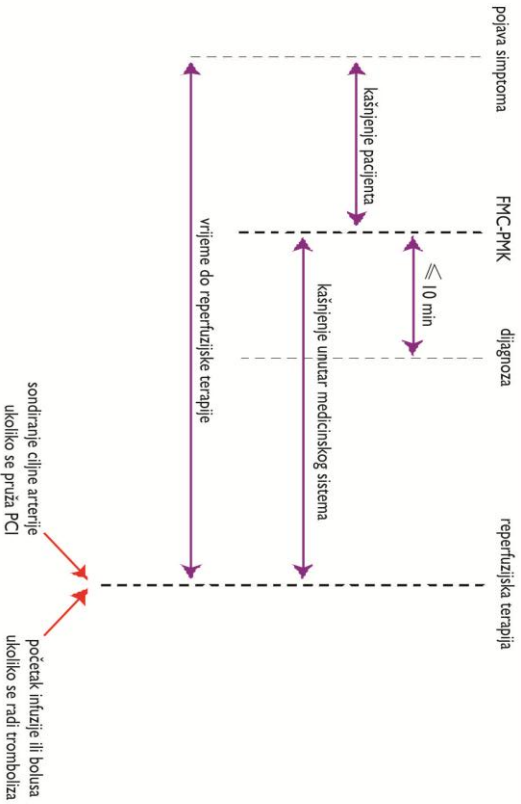 pojava simptoma
FMC-PMK
dijagnoza
reperfuzijska terapija
≤ 10 min
kašnjenje pacijenta
kašnjenje unutar medicinskog sistema
vrijeme do reperfuzijske terapije
sondiranje ciljne arterije
ukoliko se pruža PCI
početak infuzije ili bolusa
ukoliko se radi tromboliza